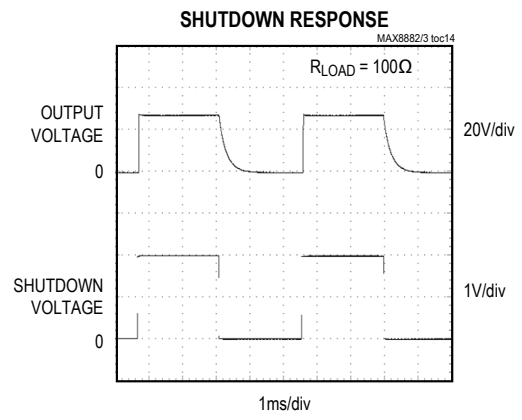 SHUTDOWN RESPONSE
MAX8882/3 toc14
RLOAD = 100Ω
OUTPUT
VOLTAGE
0
20V/div
SHUTDOWN
VOLTAGE
0
1V/div
1ms/div